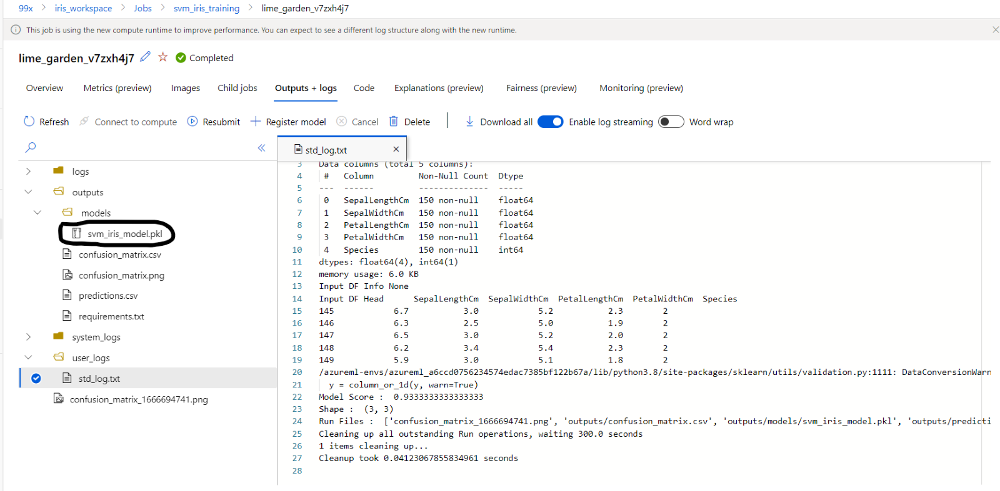 99x > iris_workspace > Jobs > svm_iris_training > lime_garden_v7zxh4j7
This job is using the new compute runtime to improve performance. You can expect to see a different log structure along with the new runtime.
lime_garden_v7zxh4j7 Completed
Overview Metrics (preview) Images Child jobs Outputs + logs Code Explanations (preview) Fairness (preview) Monitoring (preview)
Refresh Connect to compute Resubmit Register model Cancel Delete Download all Enable log streaming Word wrap
logs
outputs
models
svm_iris_model.pkl
confusion_matrix.csv
confusion_matrix.png
predictions.csv
requirements.txt
system_logs
user_logs
std_log.txt
confusion_matrix_1666694741.png
std_log.txt
3 Data columns (total 5 columns):
4 # Column Non-Null Count Dtype
5 --- ------ -------------- -----
6 0 SepalLengthCm 150 non-null float64
7 1 SepalWidthCm 150 non-null float64
8 2 PetalLengthCm 150 non-null float64
9 3 PetalWidthCm 150 non-null float64
10 4 Species 150 non-null int64
11 dtypes: float64(4), int64(1)
12 memory usage: 6.0 KB
13 Input DF Info None
14 Input DF Head SepalLengthCm SepalWidthCm PetalLengthCm PetalWidthCm Species
15 145 6.7 3.0 5.2 2.3 2
16 146 6.3 2.5 5.0 1.9 2
17 147 6.5 3.0 5.2 2.0 2
18 148 6.2 3.4 5.4 2.3 2
19 149 5.9 3.0 5.1 1.8 2
20 /azureml-envs/azureml_a6ccd0756234574edac7385bf122b67a/lib/python3.8/site-packages/sklearn/utils/validation.py:1111: DataConversionWarn
21 y = column_or_1d(y, warn=True)
22 Model Score : 0.9333333333333333
23 Shape : (3, 3)
24 Run Files : ['confusion_matrix_1666694741.png', 'outputs/confusion_matrix.csv', 'outputs/models/svm_iris_model.pkl', 'outputs/predicti
25 Cleaning up all outstanding Run operations, waiting 300.0 seconds
26 1 items cleaning up...
27 Cleanup took 0.04123067855834961 seconds
28